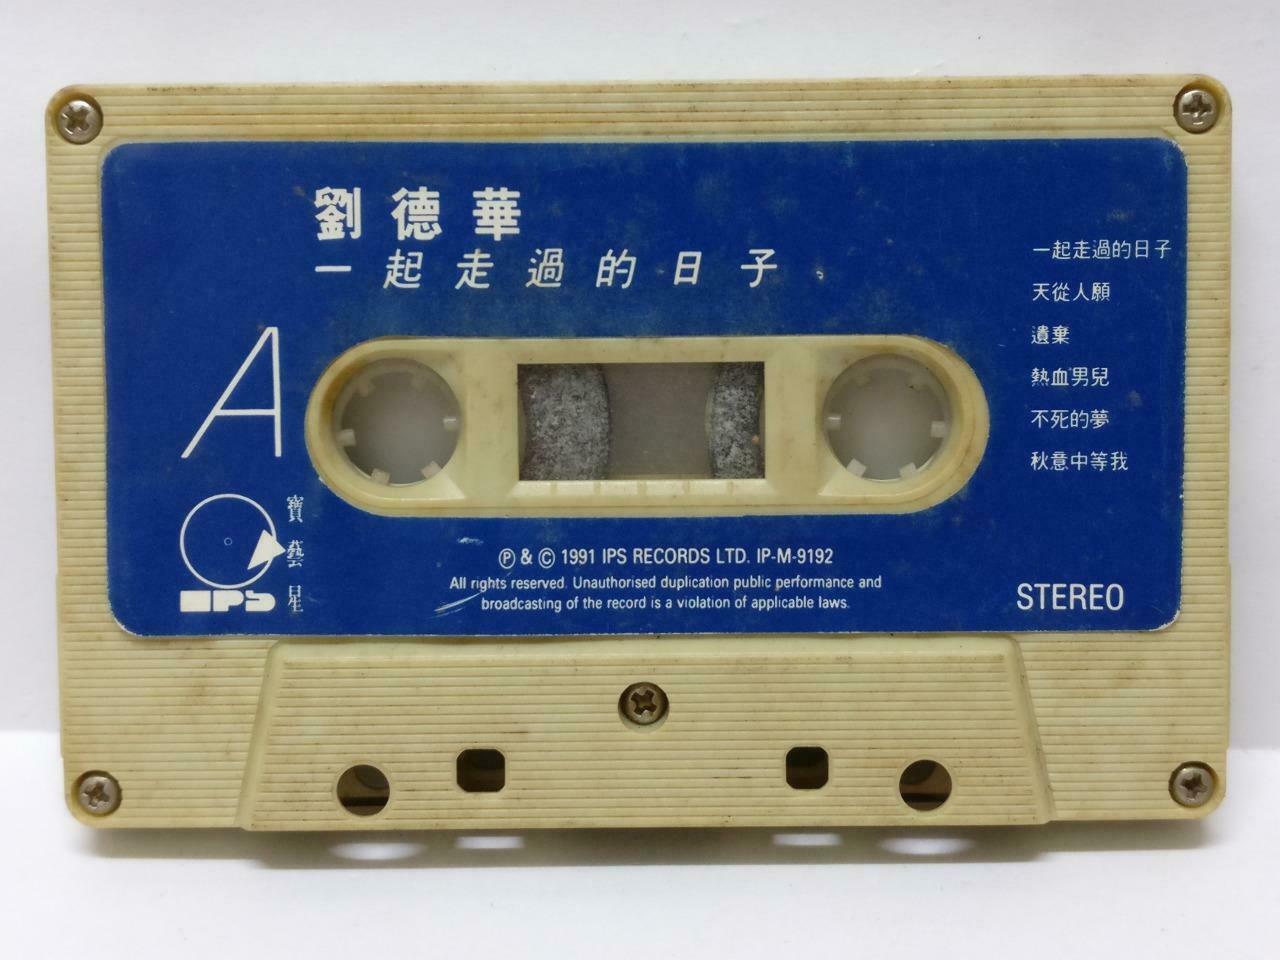 劉德華
一起走過的日子
A
一起走過的日子
天從人願
遺棄
熱血男兒
不死的夢
秋意中等我
寶藝星
IPS
Ⓟ & © 1991 IPS RECORDS LTD. IP-M-9192
All rights reserved. Unauthorised duplication public performance and
broadcasting of the record is a violation of applicable laws.
STEREO